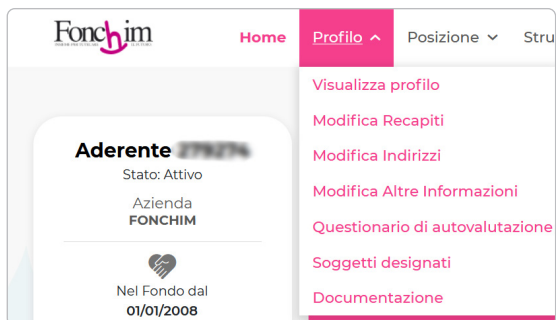 Fonchim
Home
Profilo
Posizione
Stru
Visualizza profilo
Modifica Recapiti
Modifica Indirizzi
Modifica Altre Informazioni
Questionario di autovalutazione
Soggetti designati
Documentazione
Aderente
Stato: Attivo
Azienda
FONCHIM
Nel Fondo dal
01/01/2008